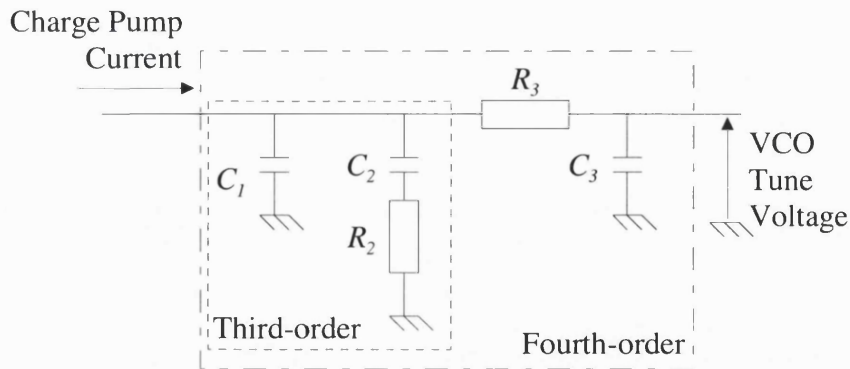 Charge Pump
Current
R3
C1
C2
C3
R2
VCO
Tune
Voltage
Third-order
Fourth-order